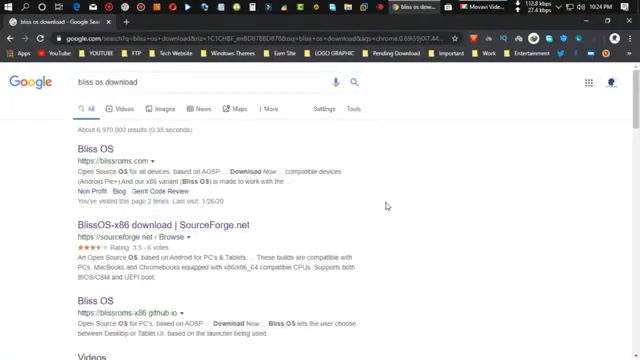 bliss os do...
Movavi Vide...
112.8 kbps
27.4 kbps
10:24 PM
bliss os download - Google Sear
Apps
YOUTUBE
FTP
Tech Website
Windows Themes
Earn Site
LOGO GRAPHIC
Pending Download
Important
Work
Entertainment
Google
bliss os download
All
Videos
Images
News
Maps
More
Settings
Tools
About 6,970,000 results (0.38 seconds)
Bliss OS
https://blissroms.com
Open Source OS for all devices, based on AOSP ... Download Now ... compatible devices
(Android Pie+) And our x86 variant (Bliss OS) is made to work with the ...
Non Profit · Blog · Gerrit Code Review
You've visited this page 2 times. Last visit: 1/26/20
BlissOS-x86 download | SourceForge.net
https://sourceforge.net › Browse
Rating: 3.5 - 6 votes
An Open Source OS, based on Android for PC's & Tablets. ... These builds are compatible with
PC's, MacBooks and Chromebooks equipped with x86/x86_64 compatible CPUs. Supports both
BIOS/CSM and UEFI boot.
Bliss OS
https://blissroms-x86.github.io
Open Source OS for PC's, based on AOSP ... Download Now ... Bliss OS lets the user choose
between Desktop or Tablet UI, based on the launcher being used
Videos